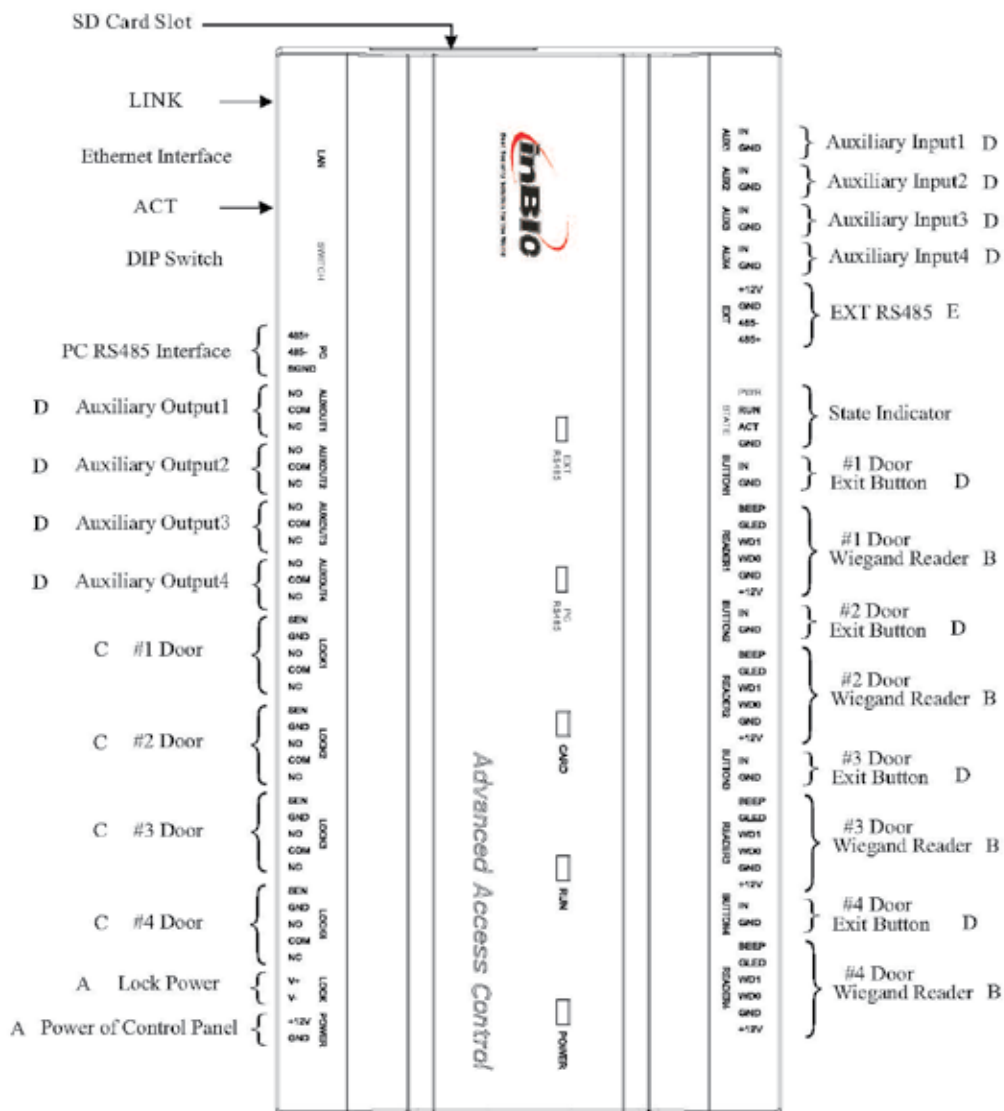 SD Card Slot
LINK
Ethernet Interface
ACT
DIP Switch
PC RS485 Interface
D Auxiliary Output1
D Auxiliary Output2
D Auxiliary Output3
D Auxiliary Output4
C #1 Door
C #2 Door
C #3 Door
C #4 Door
A Lock Power
A Power of Control Panel
LAN
SWITCH
485+
485-
SGND
PC
NO
COM
NC
AUXOUT1
NO
COM
NC
AUXOUT2
NO
COM
NC
AUXOUT3
NO
COM
NC
AUXOUT4
SEN
GND
NO
COM
NC
LOCK1
SEN
GND
NO
COM
NC
LOCK2
SEN
GND
NO
COM
NC
LOCK3
SEN
GND
NO
COM
NC
LOCK4
V+
V-
LOCK
+12V
GND
POWER
inBIO
EXT
RS485
PC
RS485
CARD
RUN
POWER
Advanced Access Control
IN
GND
AUX1
IN
GND
AUX2
IN
GND
AUX3
IN
GND
AUX4
+12V
GND
485-
485+
EXT
PWR
RUN
ACT
GND
STATE
IN
GND
BUTTON1
BEEP
GLED
WD1
WD0
GND
+12V
READER1
IN
GND
BUTTON2
BEEP
GLED
WD1
WD0
GND
+12V
READER2
IN
GND
BUTTON3
BEEP
GLED
WD1
WD0
GND
+12V
READER3
IN
GND
BUTTON4
BEEP
GLED
WD1
WD0
GND
+12V
READER4
Auxiliary Input1 D
Auxiliary Input2 D
Auxiliary Input3 D
Auxiliary Input4 D
EXT RS485 E
State Indicator
#1 Door
Exit Button D
#1 Door
Wiegand Reader B
#2 Door
Exit Button D
#2 Door
Wiegand Reader B
#3 Door
Exit Button D
#3 Door
Wiegand Reader B
#4 Door
Exit Button D
#4 Door
Wiegand Reader B